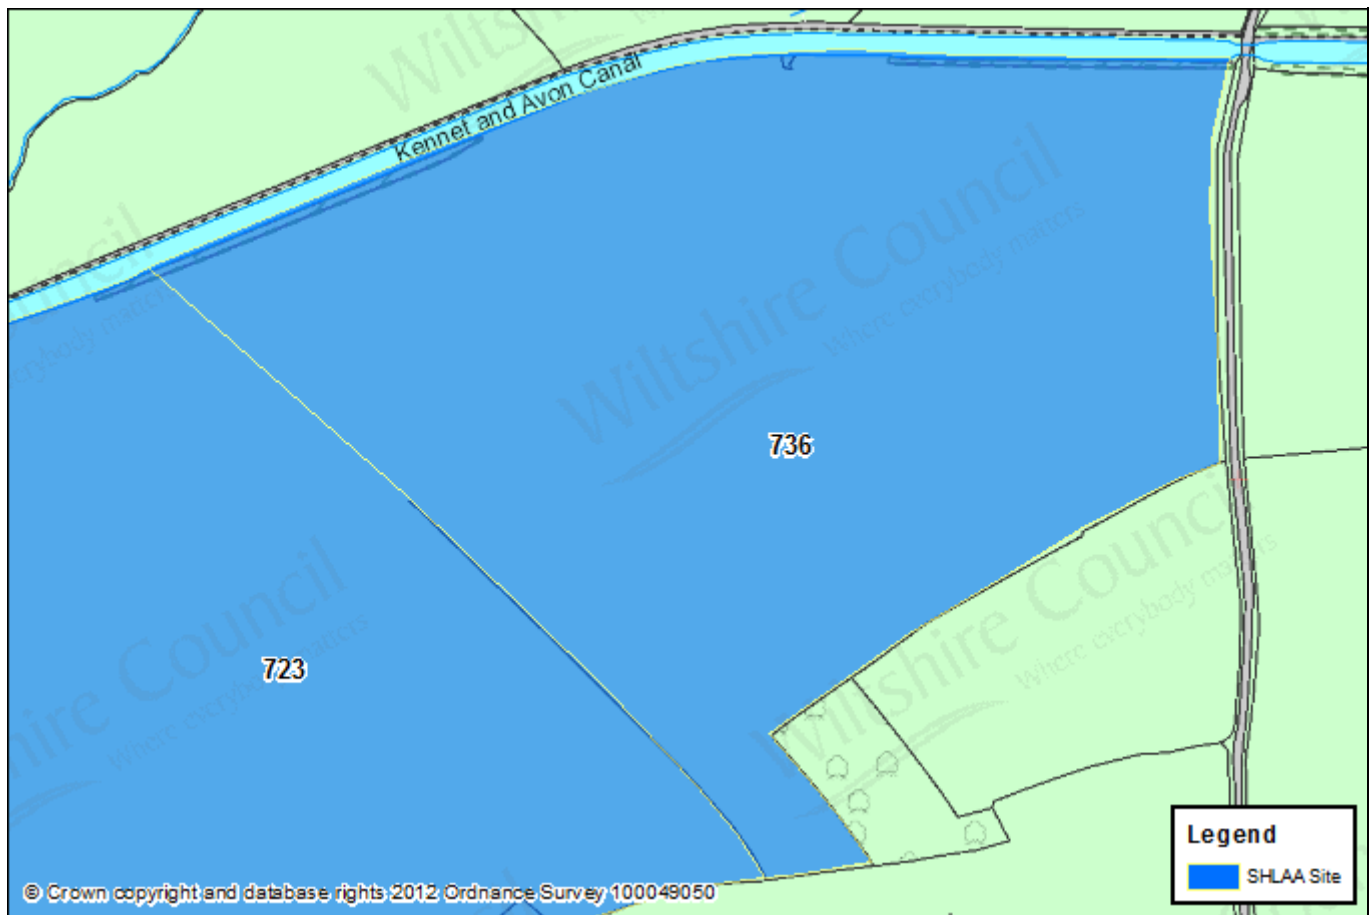 Kennet and Avon Canal
Wiltshire Council
Where everybody matters
736
Wiltshire Council
Where everybody matters
723
Wiltshire Council
Where everybody matters
Legend
SHLAA Site
© Crown copyright and database rights 2012 Ordnance Survey 100049050